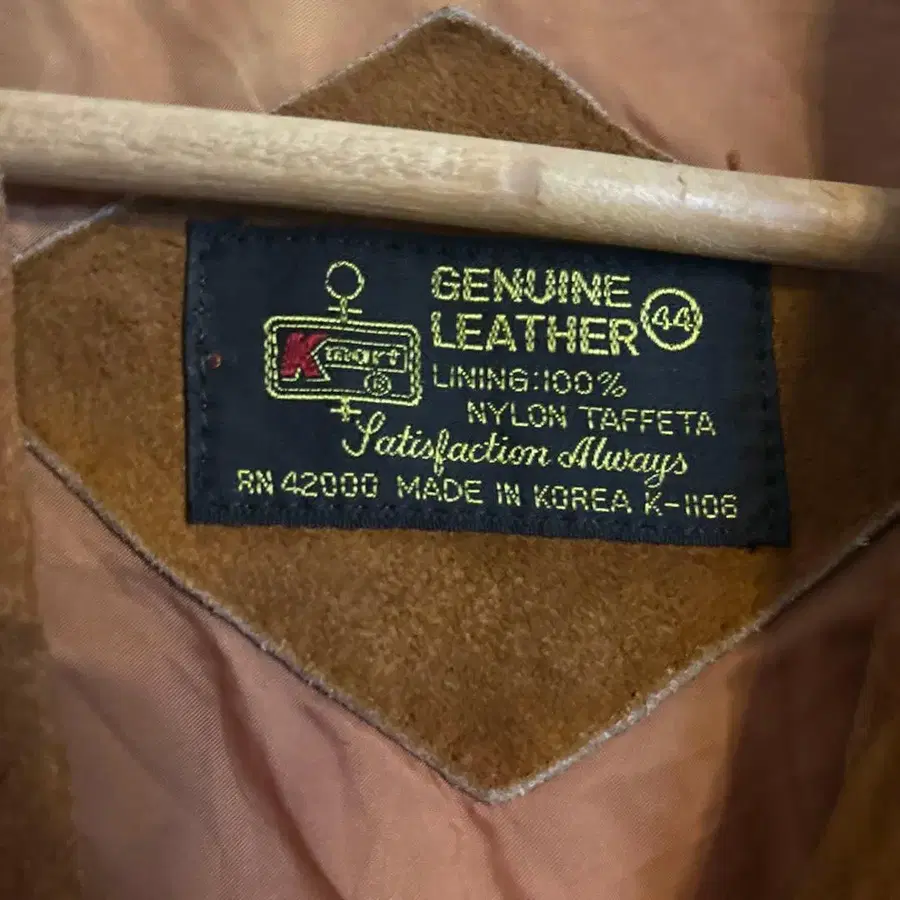 Kmart ®
GENUINE
LEATHER 44
LINING:100%
NYLON TAFFETA
Satisfaction Always
RN 42000 MADE IN KOREA K-1106